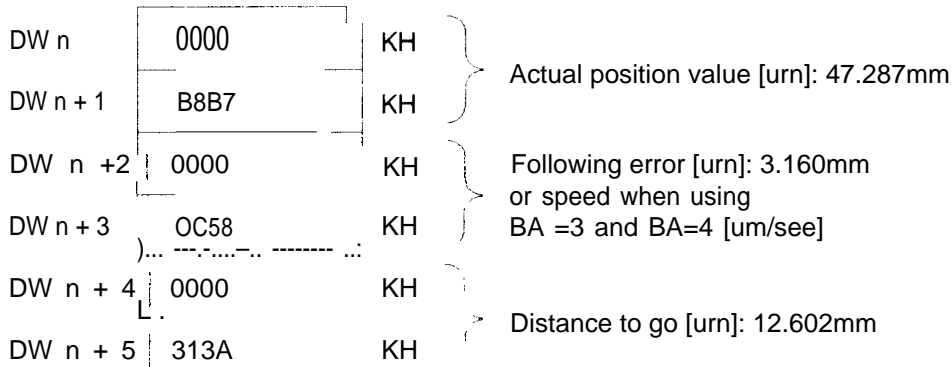 DW n 0000 KH
Actual position value [urn]: 47.287mm
DW n + 1 B8B7 KH
DW n +2 0000 KH
Following error [urn]: 3.160mm
or speed when using
DW n + 3 OC58 KH
BA =3 and BA=4 [um/see]
)... ---.-....–.. -------- ..:
DW n + 4 0000 KH
L .
Distance to go [urn]: 12.602mm
DW n + 5 313A KH